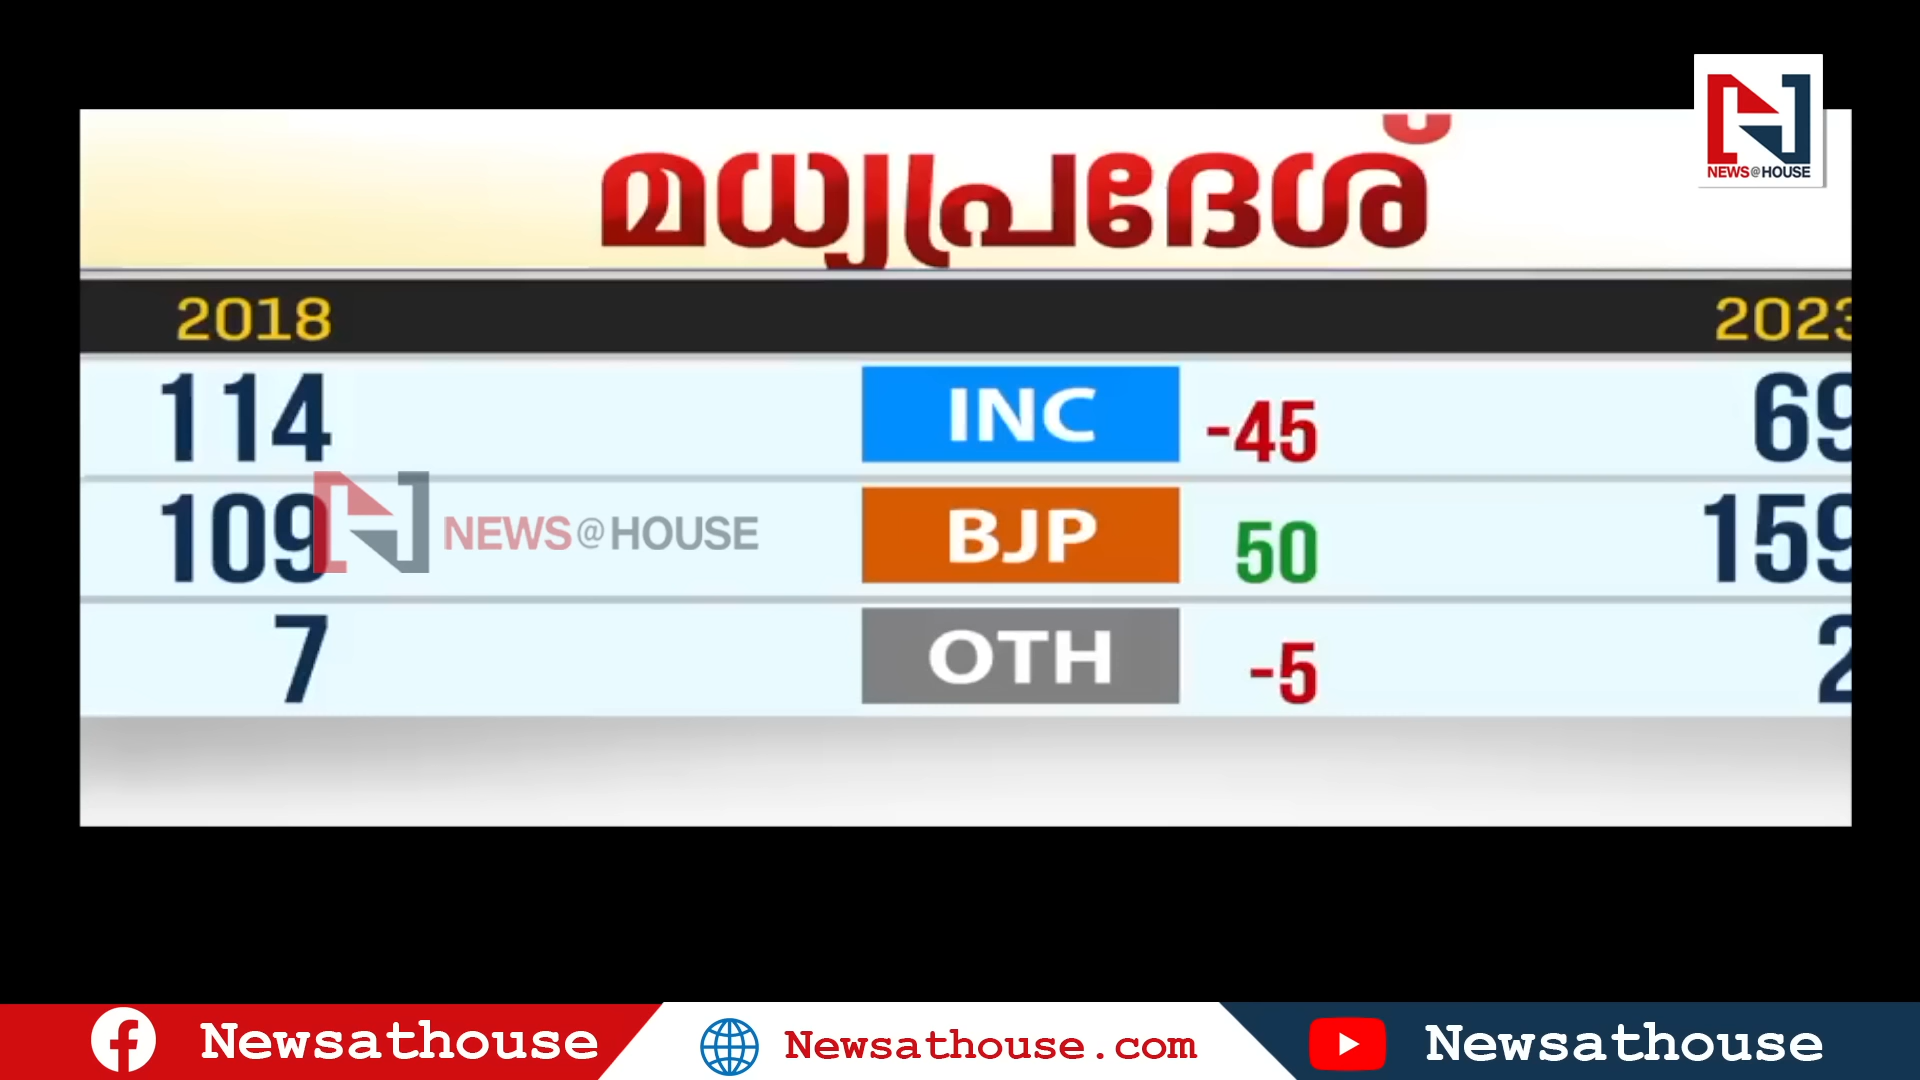 NEWS@HOUSE
മധ്യപ്രദേശ്
2018 2023
114 INC -45 69
109 BJP 50 159
NEWS@HOUSE
7 OTH -5 2
Newsathouse Newsathouse.com Newsathouse